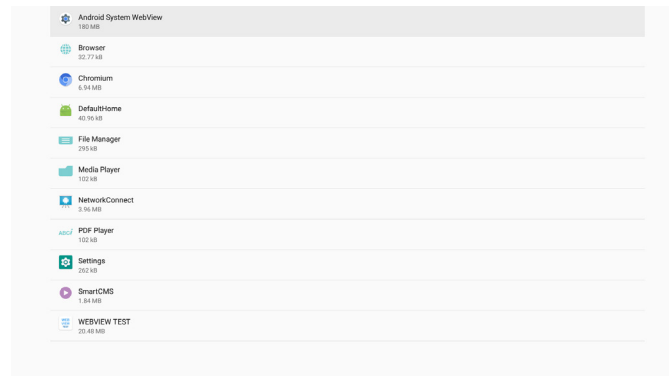 Android System WebView
180 MB
Browser
32.77 kB
Chromium
6.94 MB
DefaultHome
40.96 kB
File Manager
295 kB
Media Player
102 kB
NetworkConnect
3.96 MB
PDF Player
102 kB
Settings
262 kB
SmartCMS
1.84 MB
WEBVIEW TEST
20.48 MB